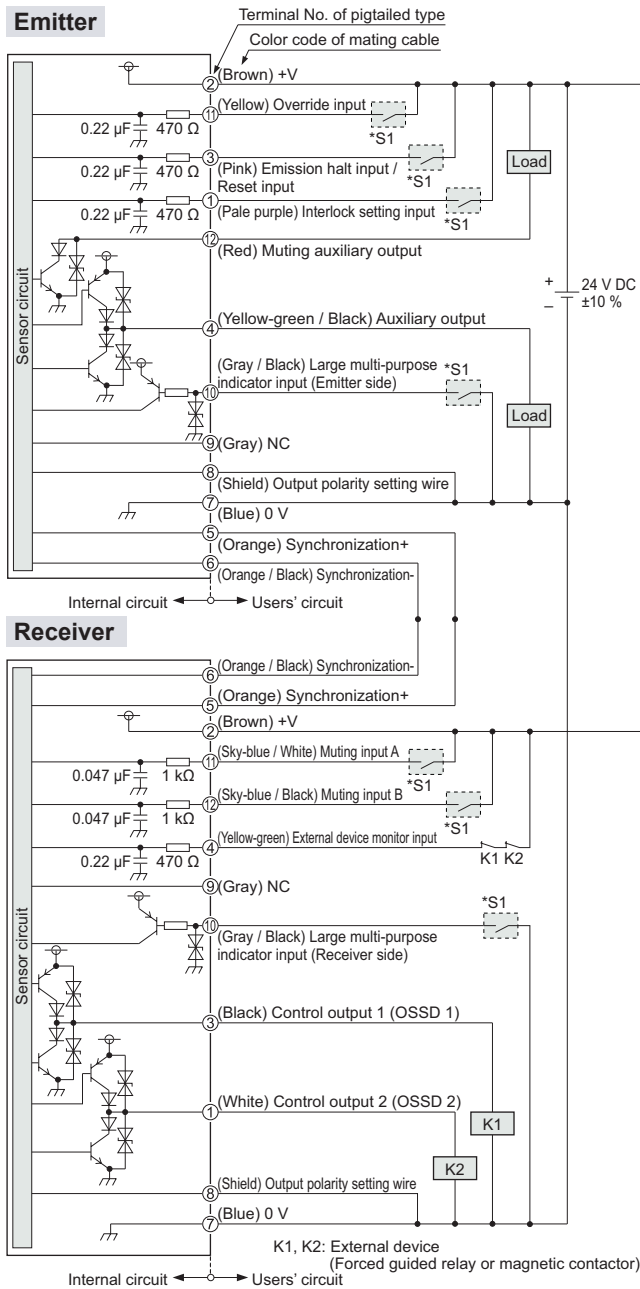 Emitter
Terminal No. of pigtailed type
Color code of mating cable
② (Brown) +V
⑪ (Yellow) Override input
0.22 μF 470 Ω
*S1
③ (Pink) Emission halt input /
Reset input
0.22 μF 470 Ω
*S1
Load
① (Pale purple) Interlock setting input
0.22 μF 470 Ω
*S1
⑫ (Red) Muting auxiliary output
Sensor circuit
+
–
24 V DC
±10 %
④ (Yellow-green / Black) Auxiliary output
(Gray / Black) Large multi-purpose
⑩ indicator input (Emitter side)
*S1
Load
⑨ (Gray) NC
⑧
(Shield) Output polarity setting wire
⑦
(Blue) 0 V
⑤
(Orange) Synchronization+
⑥
(Orange / Black) Synchronization-
Internal circuit Users' circuit
Receiver
(Orange / Black) Synchronization-
⑥
(Orange) Synchronization+
⑤
(Brown) +V
②
(Sky-blue / White) Muting input A
⑪
0.047 μF 1 kΩ
*S1
(Sky-blue / Black) Muting input B
⑫
0.047 μF 1 kΩ
*S1
(Yellow-green) External device monitor input
④
0.22 μF 470 Ω
K1 K2
⑨ (Gray) NC
*S1
⑩
(Gray / Black) Large multi-purpose
indicator input (Receiver side)
Sensor circuit
(Black) Control output 1 (OSSD 1)
③
(White) Control output 2 (OSSD 2)
①
K1
K2
(Shield) Output polarity setting wire
⑧
(Blue) 0 V
⑦
K1, K2: External device
(Forced guided relay or magnetic contactor)
Internal circuit Users' circuit